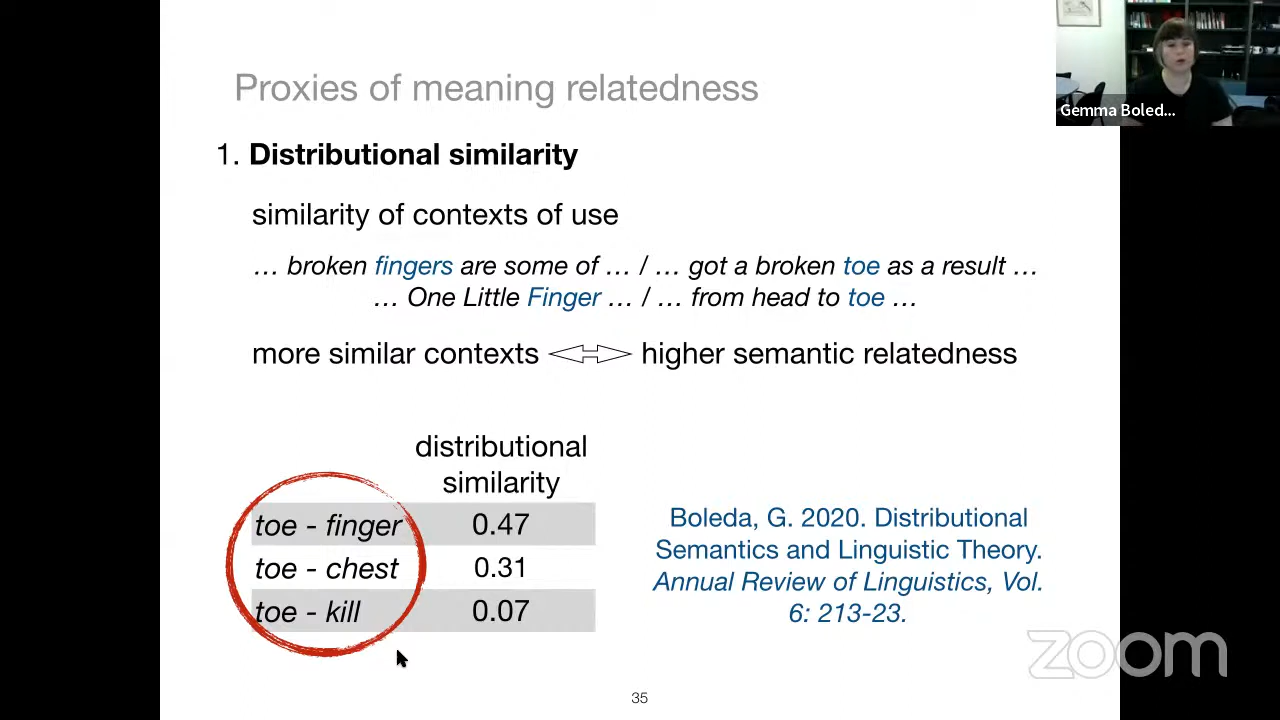 Proxies of meaning relatedness
Gemma Boled...
1. Distributional similarity
similarity of contexts of use
… broken fingers are some of … / … got a broken toe as a result …
… One Little Finger … / … from head to toe …
more similar contexts higher semantic relatedness
distributional
similarity
toe - finger 0.47
toe - chest 0.31
toe - kill 0.07
Boleda, G. 2020. Distributional
Semantics and Linguistic Theory.
Annual Review of Linguistics, Vol.
6: 213-23.
zoom
35